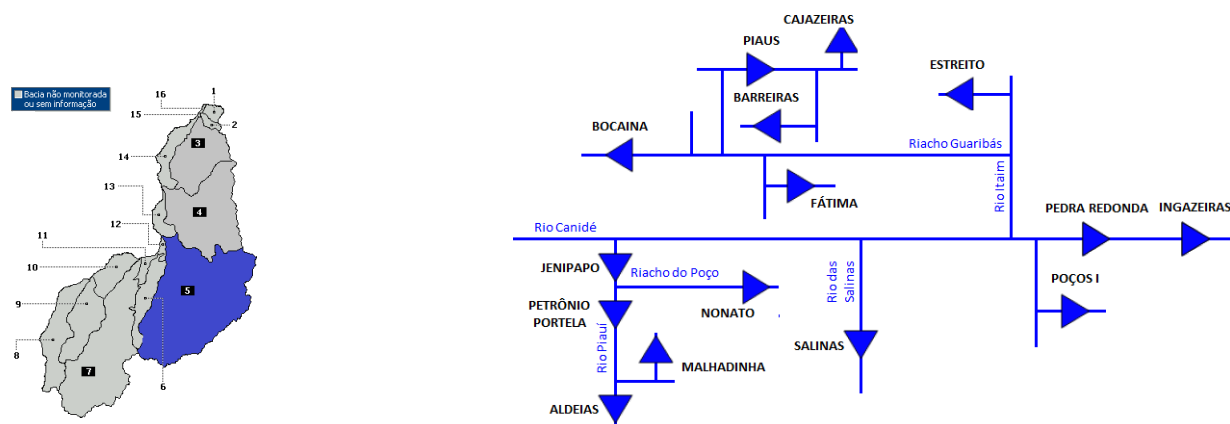 Bacia não monitorada
ou sem informação
1
16
15
2
3
14
13
4
12
11
10
5
9
8
7
6
CAJAZEIRAS
PIAUS
ESTREITO
BARREIRAS
BOCAINA
Riacho Guaribás
FÁTIMA
Rio Itaim
PEDRA REDONDA
INGAZEIRAS
Rio Canidé
JENIPAPO
Riacho do Poço
Rio das
Salinas
POÇOS I
PETRÔNIO
PORTELA
NONATO
Rio Piauí
SALINAS
MALHADINHA
ALDEIAS